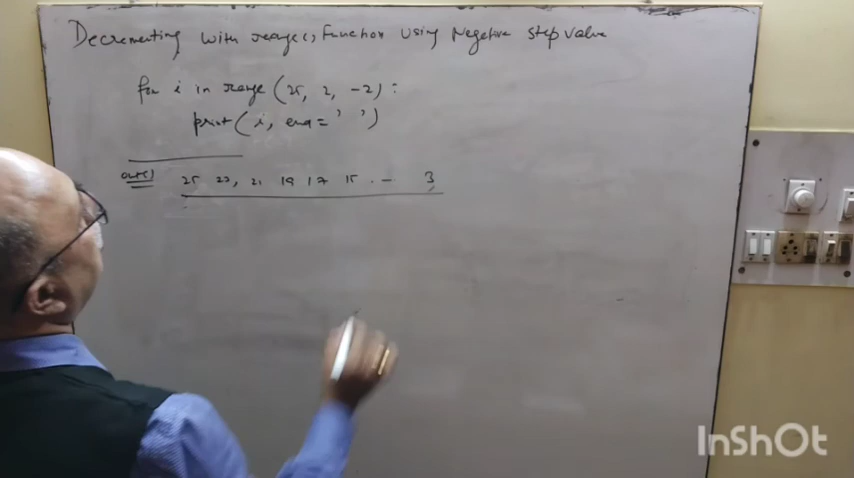 Decrementing with range(), Function using Negative step value
for i in range (25, 2, -2) :
print(i, end=' ')
25 23, 21 19 17 15 . - 3,
InShOt